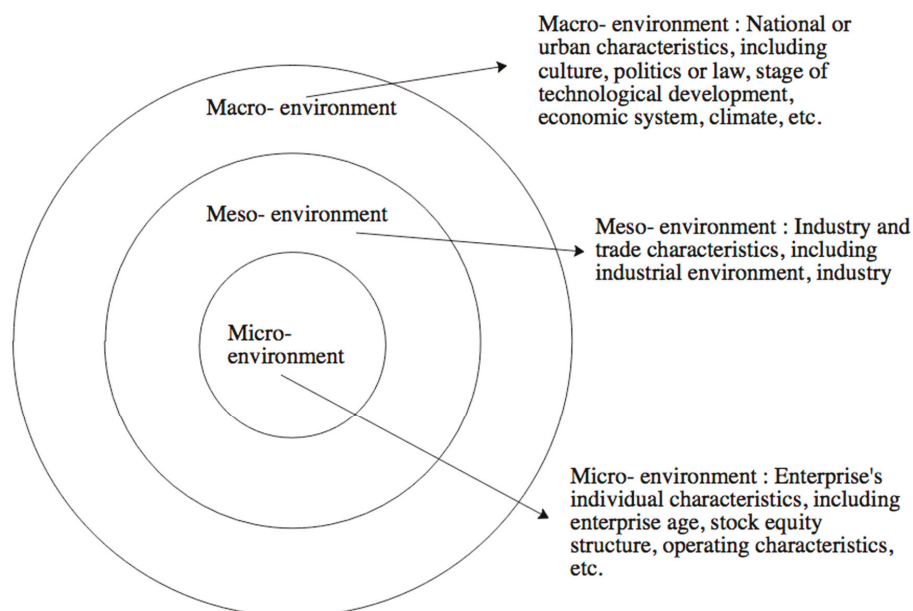 Macro- environment : National or
urban characteristics, including
culture, politics or law, stage of
technological development,
economic system, climate, etc.
Macro- environment
Meso- environment
Meso- environment : Industry and
trade characteristics, including
industrial environment, industry
Micro-
environment
Micro- environment : Enterprise's
individual characteristics, including
enterprise age, stock equity
structure, operating characteristics,
etc.